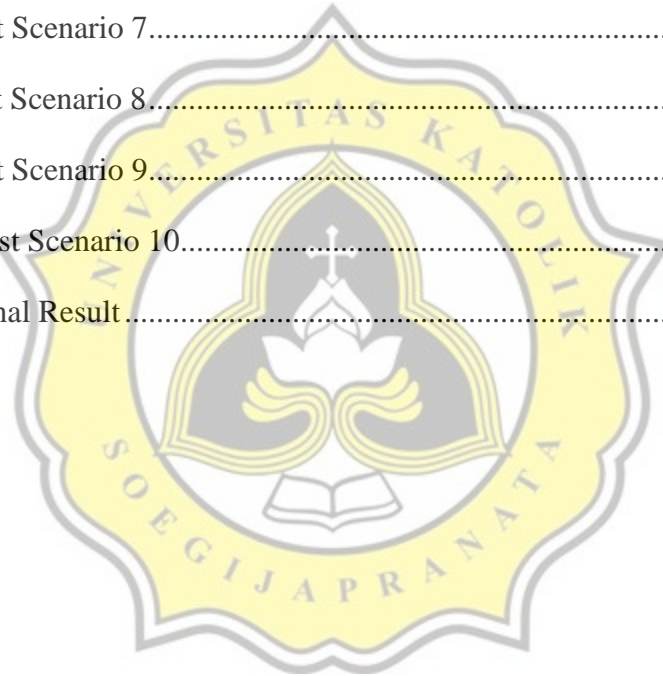 t Scenario 7
t Scenario 8
t Scenario 9
st Scenario 10
nal Result
UNIVERSITAS KATOLIK
SOEGIJAPRANATA